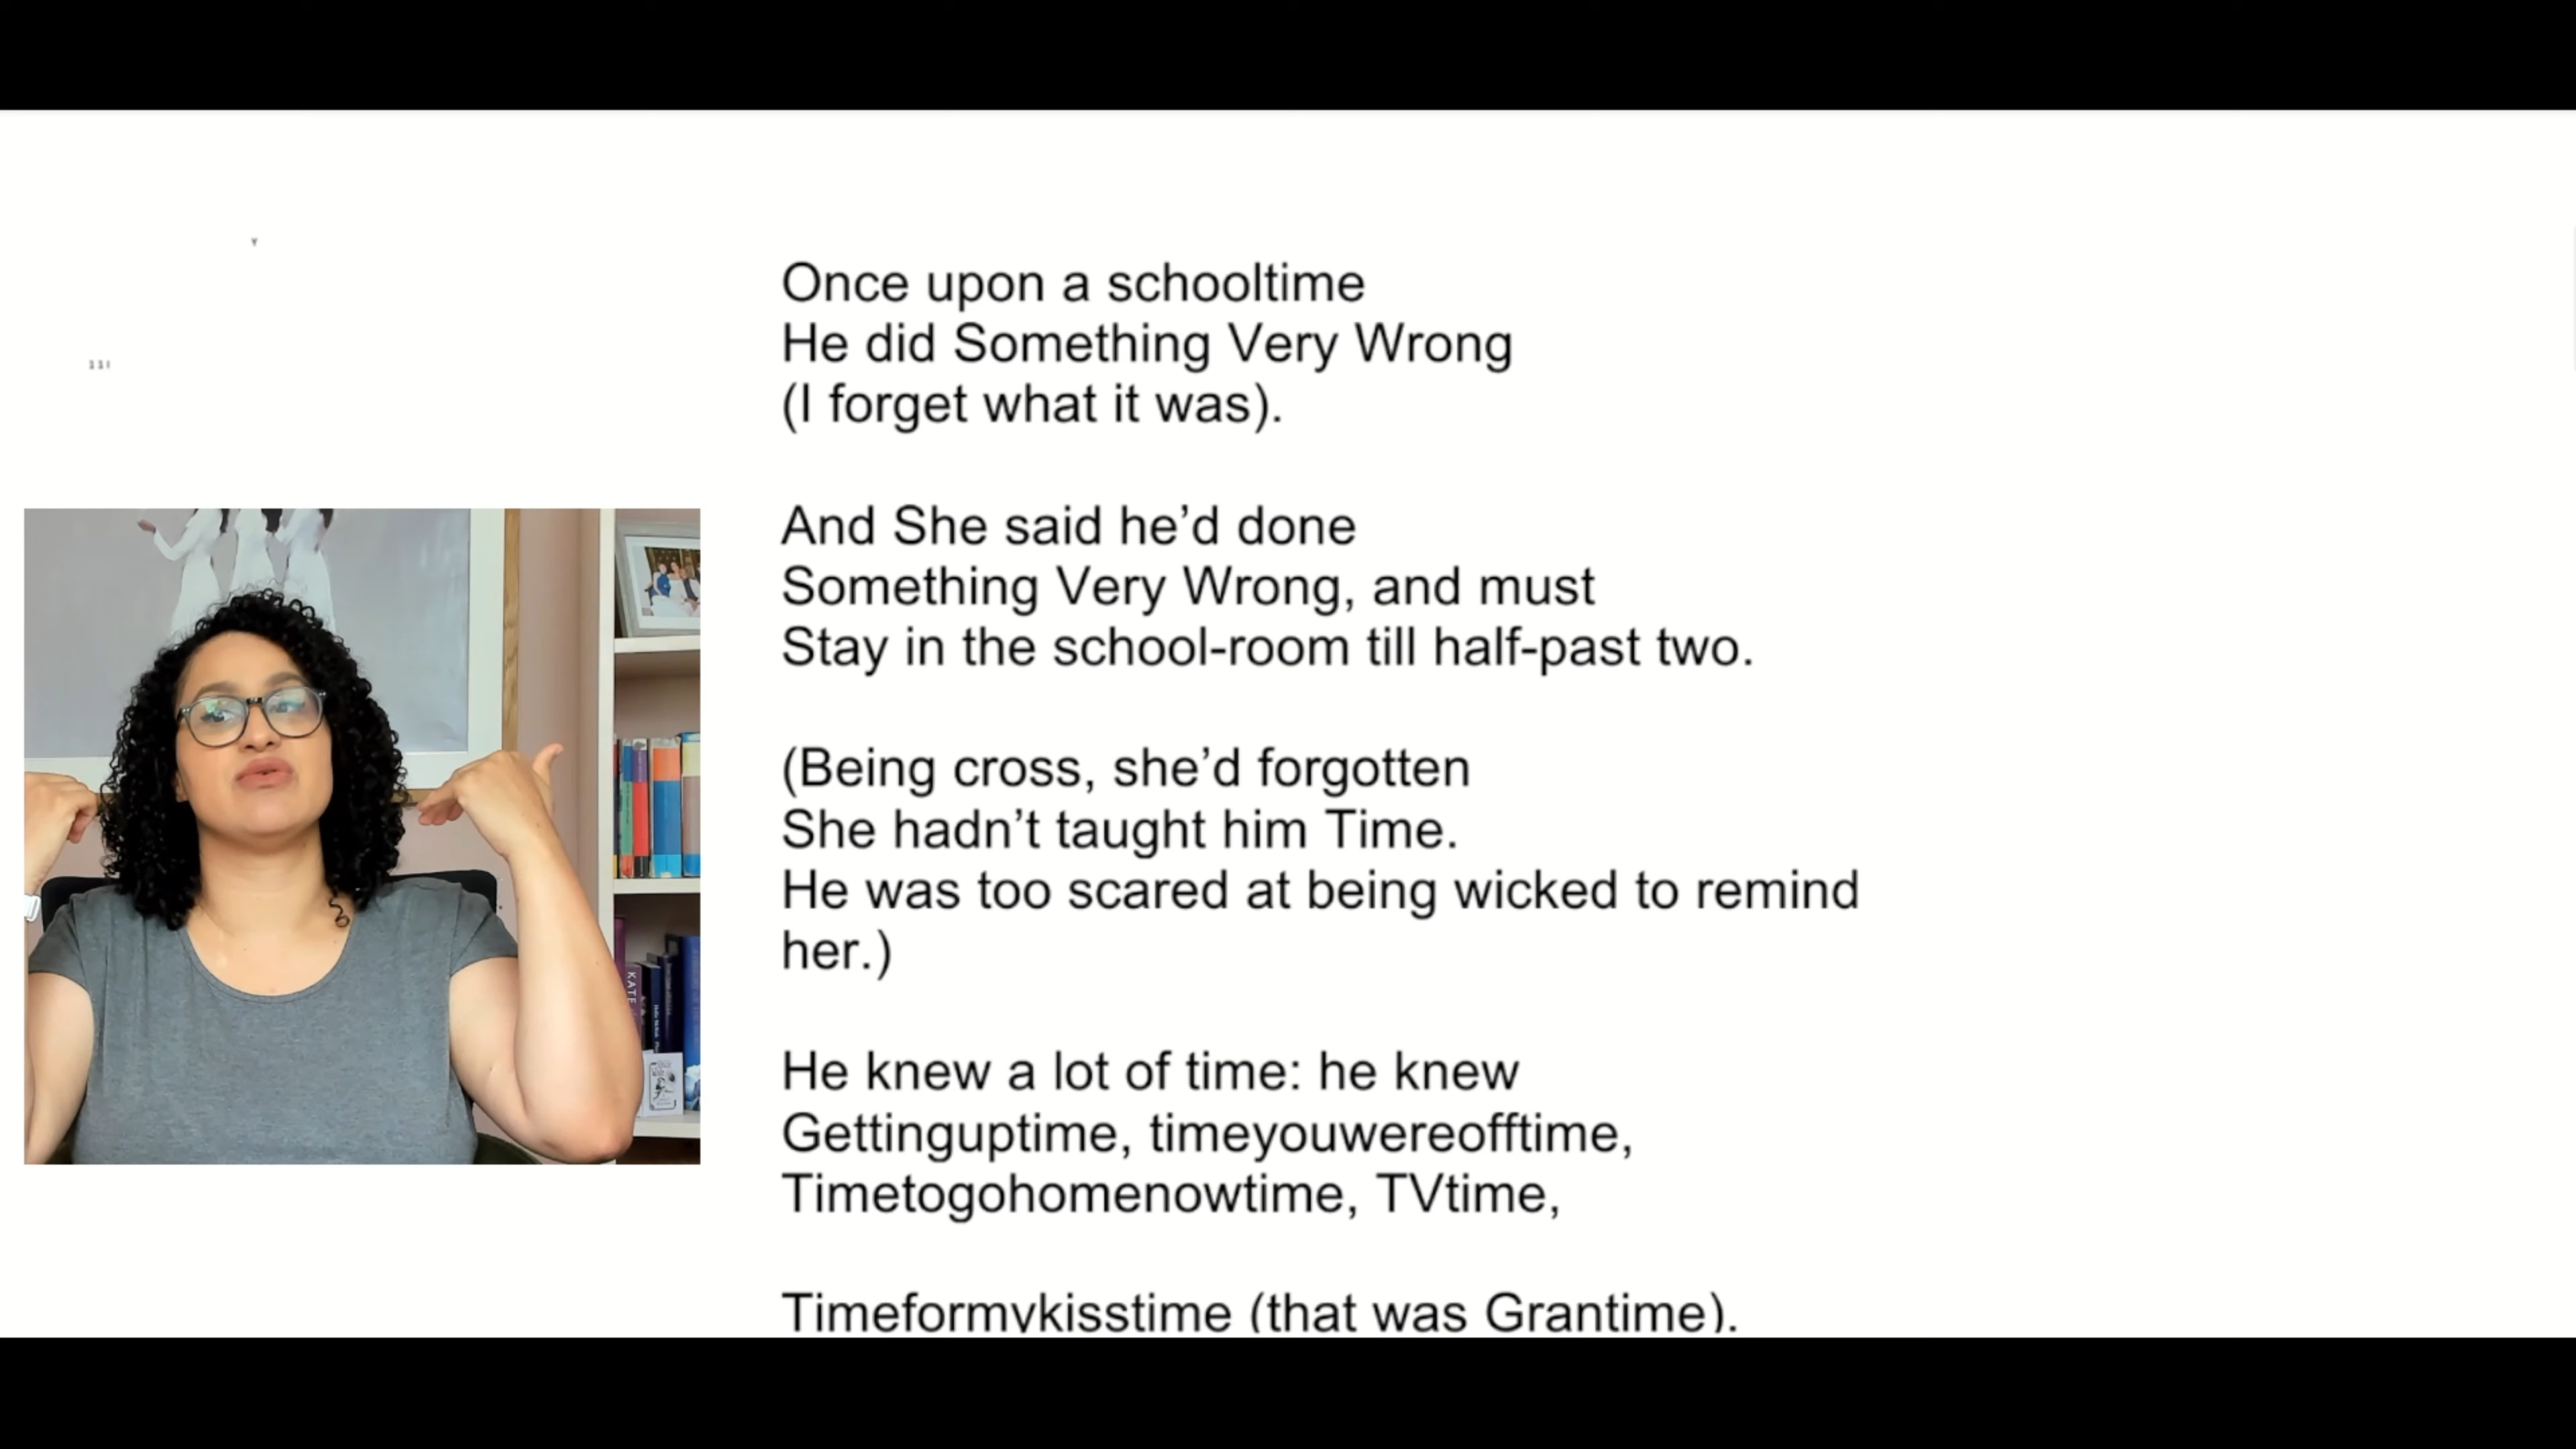 Once upon a schooltime
He did Something Very Wrong
(I forget what it was).
And She said he’d done
Something Very Wrong, and must
Stay in the school-room till half-past two.
(Being cross, she’d forgotten
She hadn’t taught him Time.
He was too scared at being wicked to remind
her.)
He knew a lot of time: he knew
Gettinguptime, timeyouwereofftime,
Timetogohomenowtime, TVtime,
Timeformykisstime (that was Grantime).
KATE